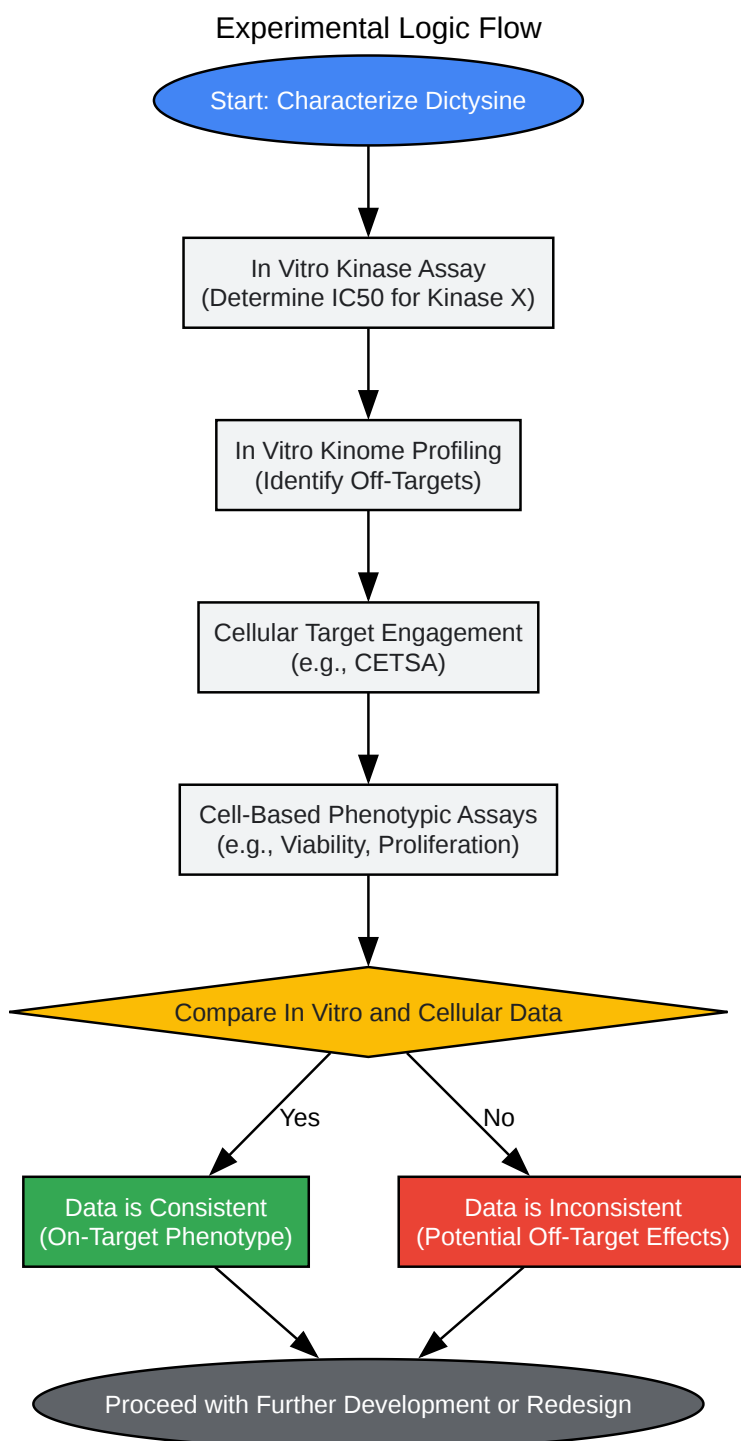 Experimental Logic Flow
Start: Characterize Dictysine
In Vitro Kinase Assay
(Determine IC50 for Kinase X)
In Vitro Kinome Profiling
(Identify Off-Targets)
Cellular Target Engagement
(e.g., CETSA)
Cell-Based Phenotypic Assays
(e.g., Viability, Proliferation)
Compare In Vitro and Cellular Data
Yes
No
Data is Consistent
(On-Target Phenotype)
Data is Inconsistent
(Potential Off-Target Effects)
Proceed with Further Development or Redesign